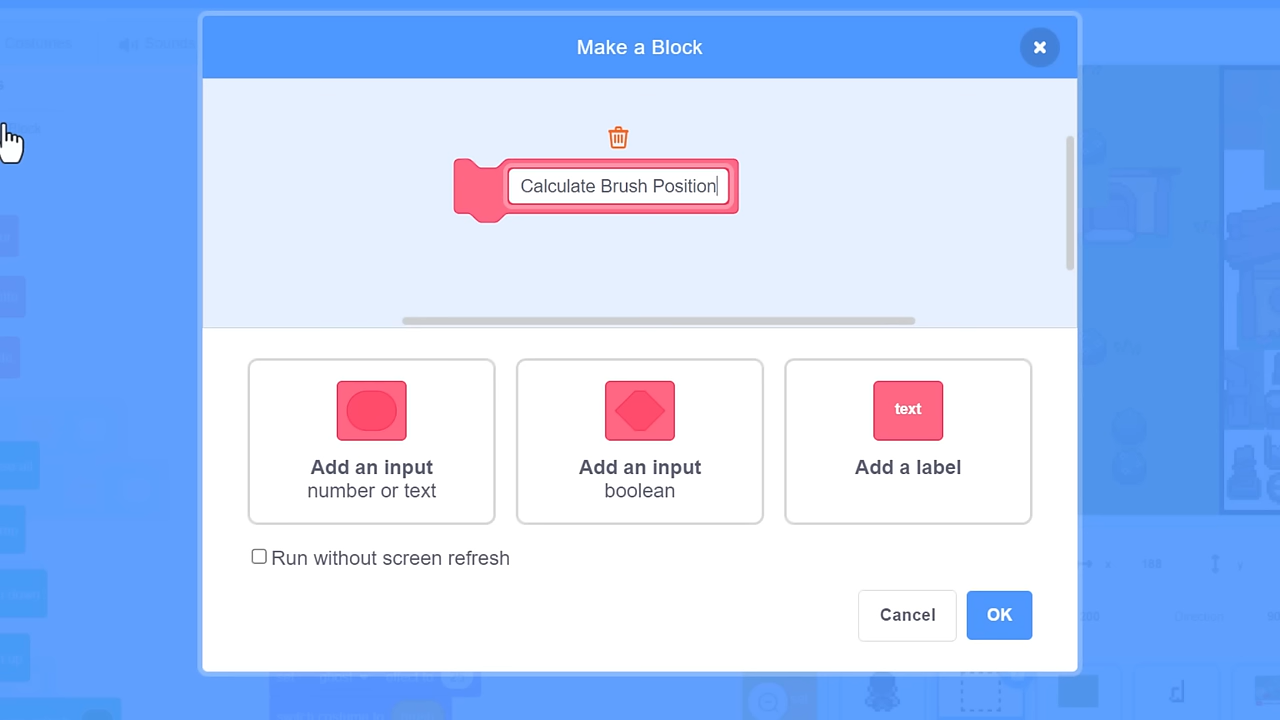 Make a Block
Calculate Brush Position
text
Add an input
number or text
Add an input
boolean
Add a label
Run without screen refresh
Cancel
OK